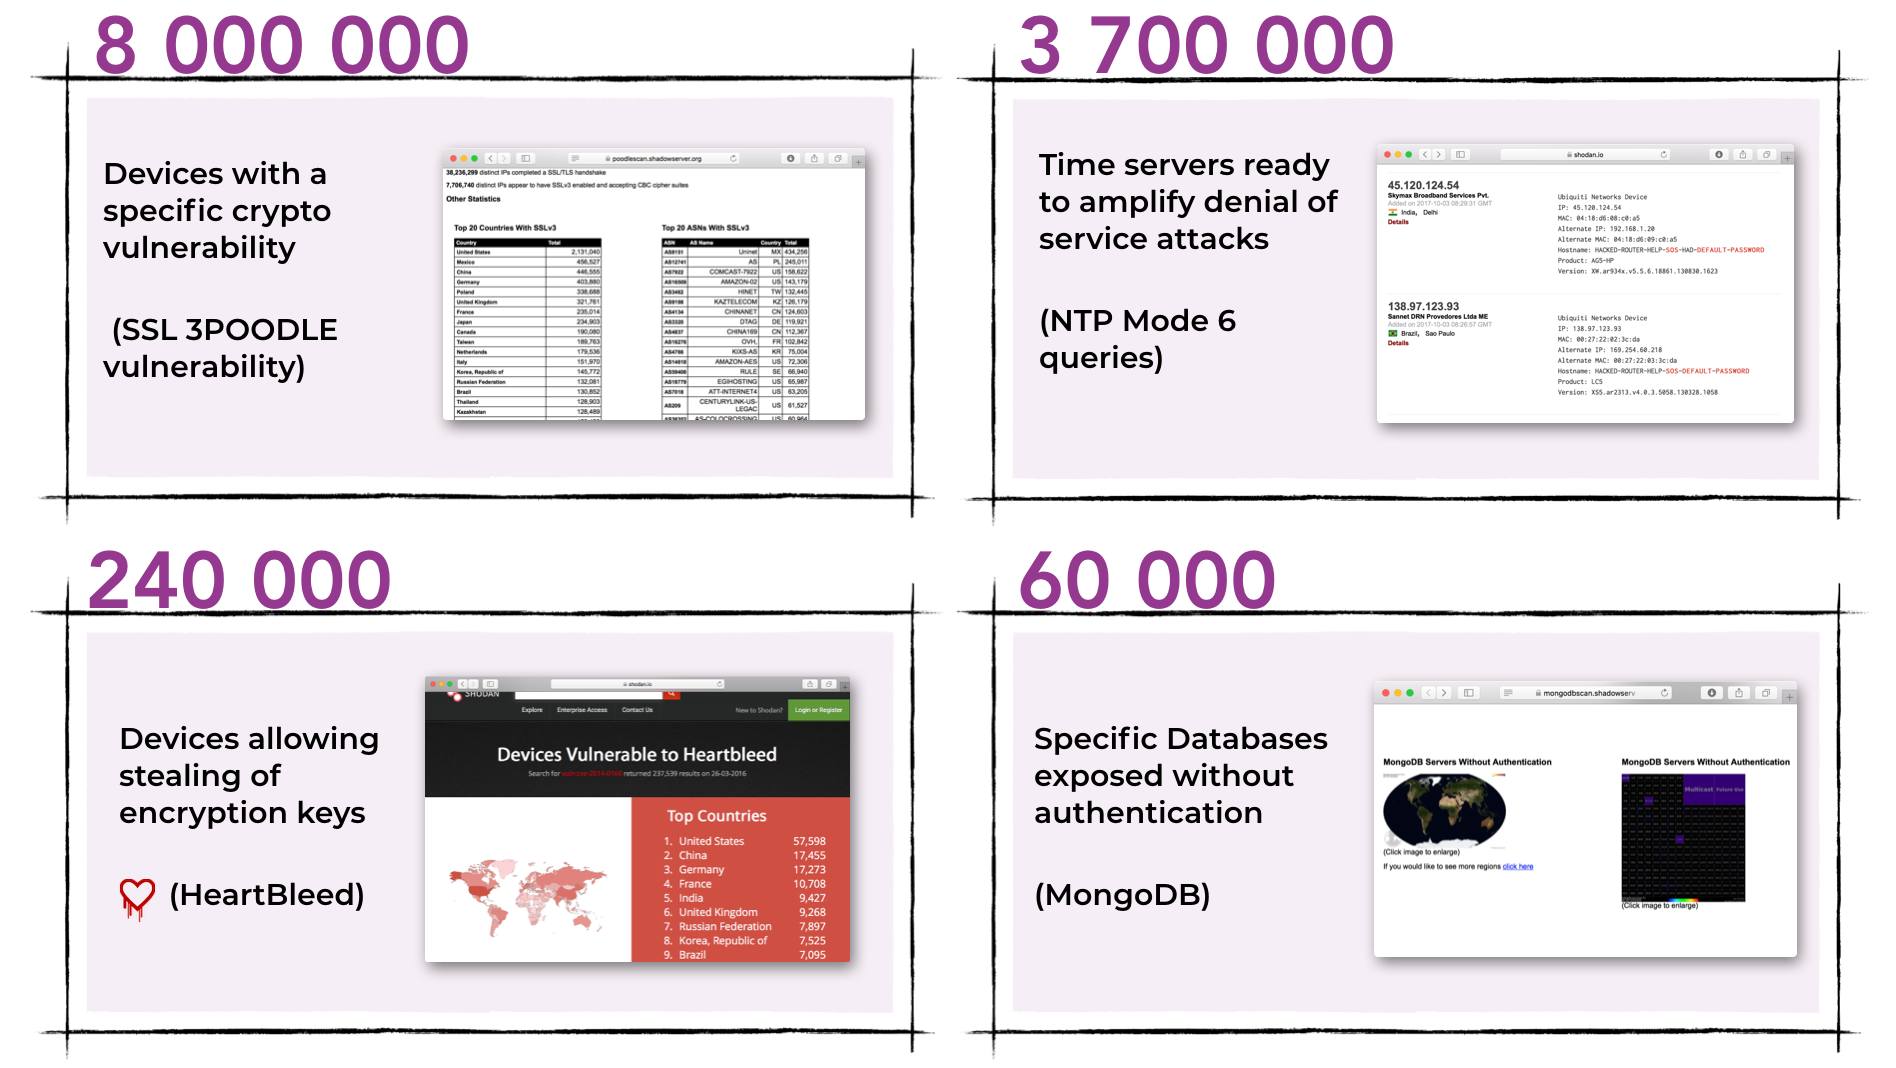 8 000 000
Devices with a
specific crypto
vulnerability
(SSL 3POODLE
vulnerability)
poodlescan.shadowserver.org
38,236,299 distinct IPs completed a SSL/TLS handshake
7,706,740 distinct IPs appear to have SSLv3 enabled and accepting CBC cipher suites
Other Statistics
Top 20 Countries With SSLv3
Country Total
United States 2,131,040
Mexico 456,527
China 446,555
Germany 403,880
Poland 338,688
United Kingdom 321,761
France 235,014
Japan 234,903
Canada 190,080
Taiwan 189,763
Netherlands 179,536
Italy 151,970
Korea, Republic of 145,772
Russian Federation 132,081
Brazil 130,852
Thailand 128,903
Kazakhstan 128,489
Top 20 ASNs With SSLv3
ASN AS Name Country Total
AS8151 Uninet MX 434,256
AS12741 AS PL 245,011
AS7922 COMCAST-7922 US 158,622
AS16509 AMAZON-02 US 143,179
AS3462 HINET TW 132,445
AS9198 KAZTELECOM KZ 126,179
AS4134 CHINANET CN 124,603
AS3320 DTAG DE 119,921
AS4837 CHINA169 CN 112,367
AS16276 OVH, FR 102,842
AS4766 KIXS-AS KR 75,004
AS14618 AMAZON-AES US 72,306
RULE SE 66,940
AS18779 EGIHOSTING US 65,987
AS7018 ATT-INTERNET4 US 63,205
AS209 CENTURYLINK-US-
LEGAC US 61,527
AS-COLOCROSSING US 60,964
3 700 000
Time servers ready
to amplify denial of
service attacks
(NTP Mode 6
queries)
shodan.io
45.120.124.54
Skymax Broadband Services Pvt.
Added on 2017-10-03 08:29:31 GMT
India, Delhi
Details
Ubiquiti Networks Device
IP: 45.120.124.54
MAC: 04:18:d6:08:c0:a5
Alternate IP: 192.168.1.20
Alternate MAC: 04:18:d6:09:c0:a5
Hostname: HACKED-ROUTER-HELP-SOS-HAD-DEFAULT-PASSWORD
Product: AG5-HP
Version: XW.ar934x.v5.5.6.18861.130830.1623
138.97.123.93
Sannet DRN Provedores Ltda ME
Added on 2017-10-03 08:26:57 GMT
Brazil, Sao Paulo
Details
Ubiquiti Networks Device
IP: 138.97.123.93
MAC: 00:27:22:02:3c:da
Alternate IP: 169.254.60.218
Alternate MAC: 00:27:22:03:3c:da
Hostname: HACKED-ROUTER-HELP-SOS-DEFAULT-PASSWORD
Product: LC5
Version: XS5.ar2313.v4.0.3.5058.130328.1058
240 000
Devices allowing
stealing of
encryption keys
(HeartBleed)
shodan.io
SHODAN
Explore Enterprise Access Contact Us New to Shodan? Login or Register
Devices Vulnerable to Heartbleed
Search for vuln:cve-2014-0160 returned 237,539 results on 26-03-2016
Top Countries
1. United States 57,598
2. China 17,455
3. Germany 17,273
4. France 10,708
5. India 9,427
6. United Kingdom 9,268
7. Russian Federation 7,897
8. Korea, Republic of 7,525
9. Brazil 7,095
60 000
Specific Databases
exposed without
authentication
(MongoDB)
mongodbscan.shadowserv
MongoDB Servers Without Authentication
(Click image to enlarge)
If you would like to see more regions click here
MongoDB Servers Without Authentication
Multicast Future Use
(Click image to enlarge)